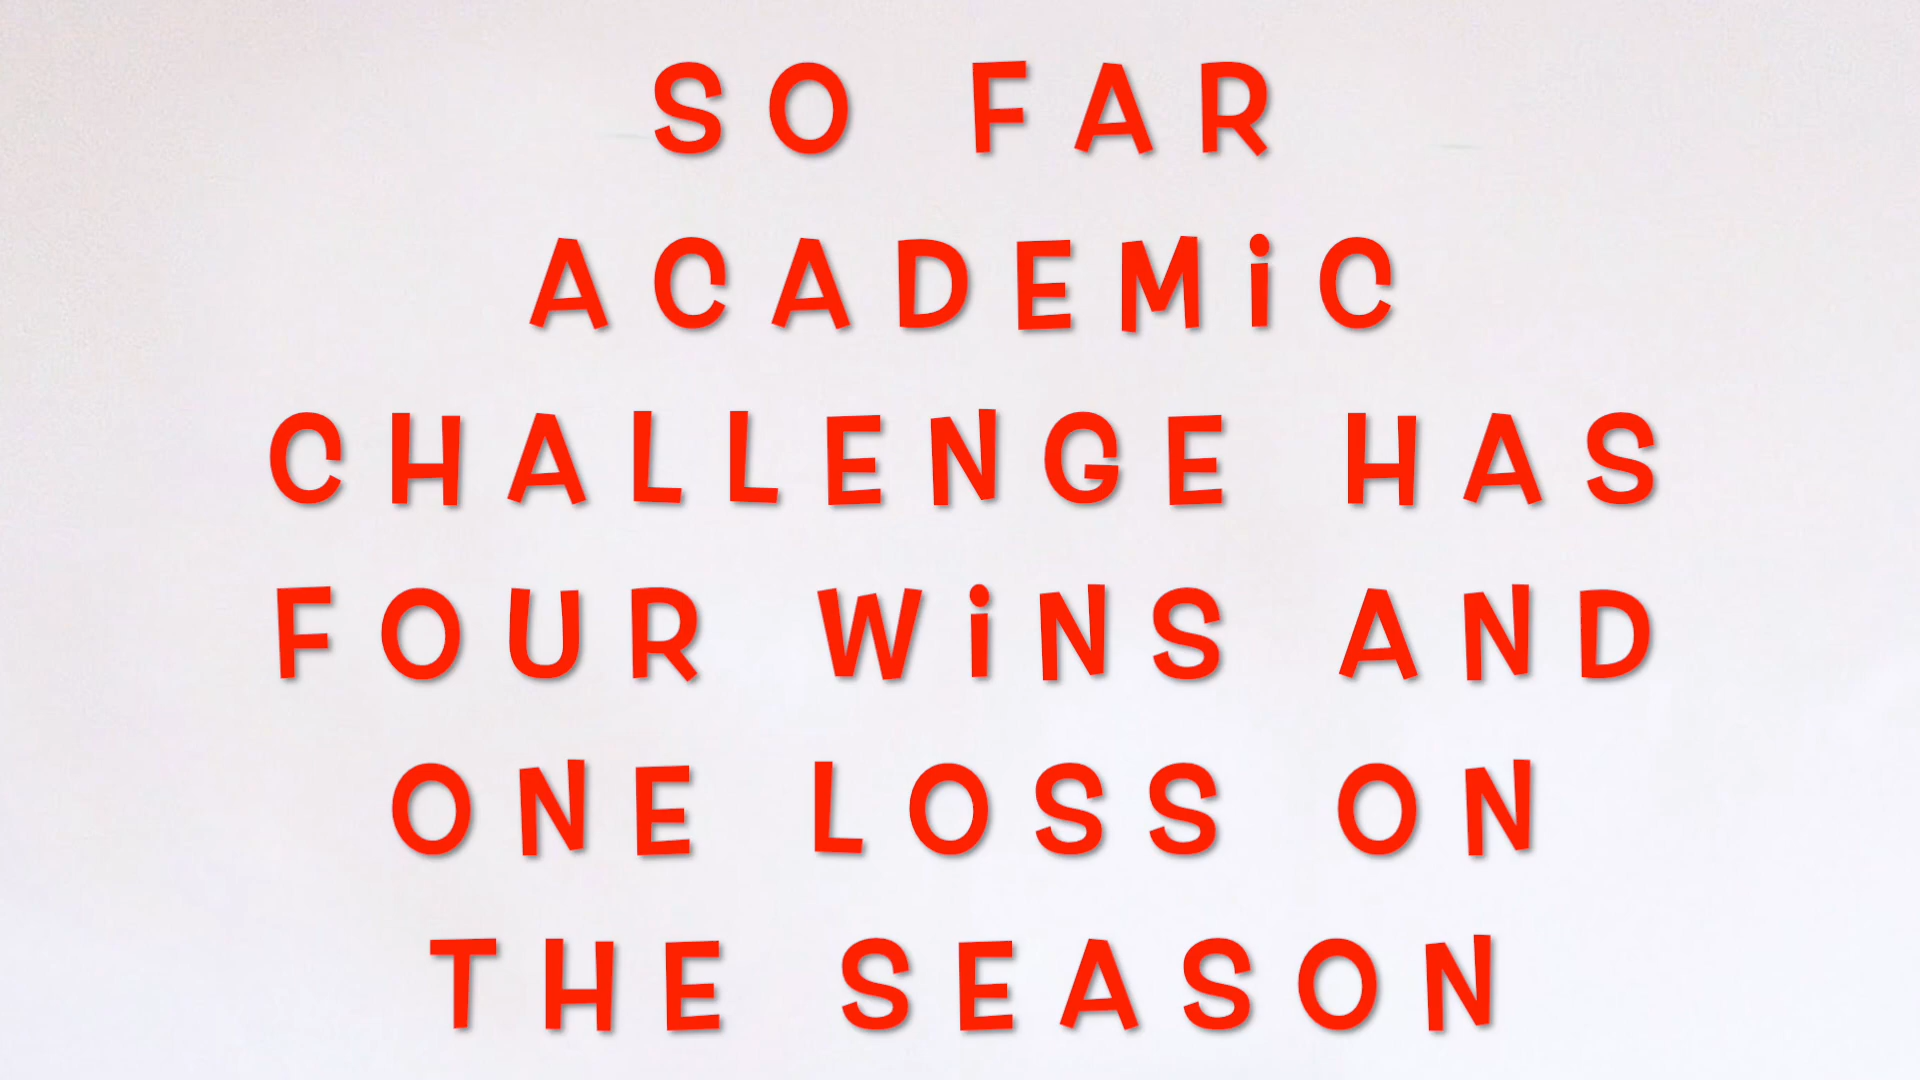 SO FAR
ACADEMiC
CHALLENGE HAS
FOUR WiNS AND
ONE LOSS ON
THE SEASON